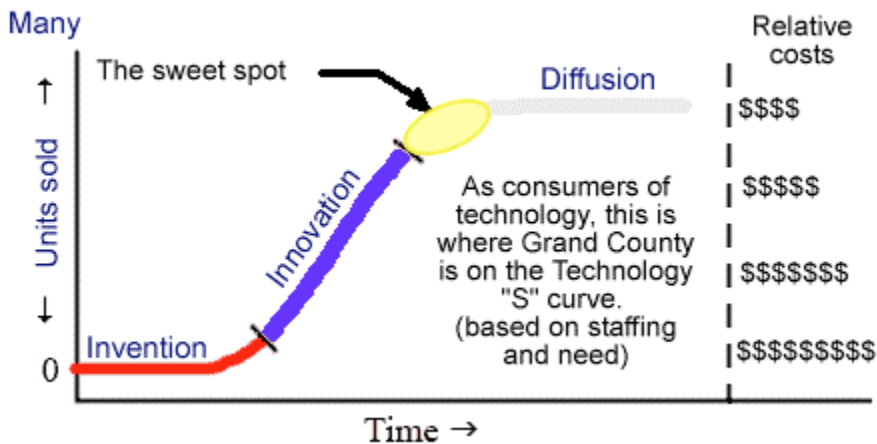 Many
Relative
costs
The sweet spot
Diffusion
$$$$
↑
Units sold
↓
Innovation
As consumers of
technology, this is
where Grand County
is on the Technology
"S" curve.
(based on staffing
and need)
$$$$$
$$$$$$$
Invention
$$$$$$$$$
0
Time →